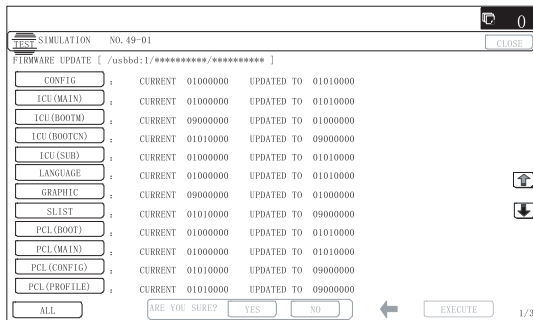 0
TEST SIMULATION NO. 49-01 CLOSE
FIRMWARE UPDATE [ /usbbd:1/**********/********** ]
CONFIG : CURRENT 01000000 UPDATED TO 01010000
ICU(MAIN) : CURRENT 01000000 UPDATED TO 01010000
ICU(BOOTM) : CURRENT 09000000 UPDATED TO 01000000
ICU(BOOTCN) : CURRENT 01010000 UPDATED TO 09000000
ICU(SUB) : CURRENT 01000000 UPDATED TO 01010000
LANGUAGE : CURRENT 01000000 UPDATED TO 01010000
GRAPHIC : CURRENT 09000000 UPDATED TO 01000000
SLIST : CURRENT 01010000 UPDATED TO 09000000
PCL(BOOT) : CURRENT 01000000 UPDATED TO 01010000
PCL(MAIN) : CURRENT 01000000 UPDATED TO 01010000
PCL(CONFIG) : CURRENT 01010000 UPDATED TO 09000000
PCL(PROFILE) : CURRENT 01010000 UPDATED TO 09000000
ALL ARE YOU SURE? YES NO EXECUTE 1/3